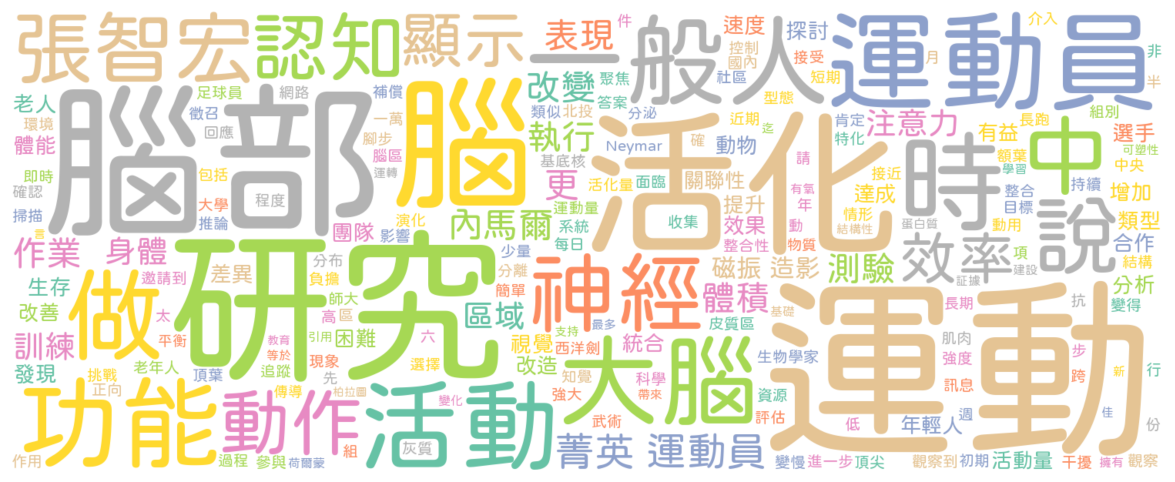 張智宏 認知 顯示 一般人 運動員
件 表現 速度 控制 國內 探討 接受 介入 月 非 半
腦部 腦 活化 時 中 說
足球員 網路 補償 改變 聚焦 答案 社區 短期 型態
老人 環境 體能 徵召 回應 一萬 腳步 腦區 運轉
類似 北投 分泌 近期 迄 肯定 特化 注意力 長跑 有益 組別 選手
執行 Neymar 動物 確 額葉 學習 可塑性 中央
即時 確認 掃描 包括 大學 推論 程度
基底核 更 活化量 面臨 關聯性 請 有氧 年 接近 達成 整合 目標 持續 增加
言 演化 影響 內馬爾 運動量 系統 提升 收集 效果 動 情形 結構性 蛋白質 動用 類型
作業 身體 團隊 少量 每日 整合性 物質 效率 項 建設 合作 結構
邀請到 差異 分布 負擔 分離 簡單 神經 磁振 造影 測驗 証據 分析
生存 做 研究 區域 體積 運動 長期 抗 變得
改善 太 平衡 師大 高 區 引用 困難 六 支持 最多 皮質區 基礎
訓練 教育 等於 追蹤 現象 先 選擇 視覺 西洋劍 統合 大腦 生物學家 肌肉 強度 步 跨 新 行
發現 挑戰 正向 老年人 頂葉 傳導 柏拉圖 改造 知覺 科學 帶來 資源 訊息
功能 動作 活動 變化 強大 武術 評估 低 年輕人 週 佳 份
灰質 組 菁英 運動員
作用 過程 參與 荷爾蒙 變慢 進一步 頂尖 觀察到 初期 活動量 干擾 擁有 觀察